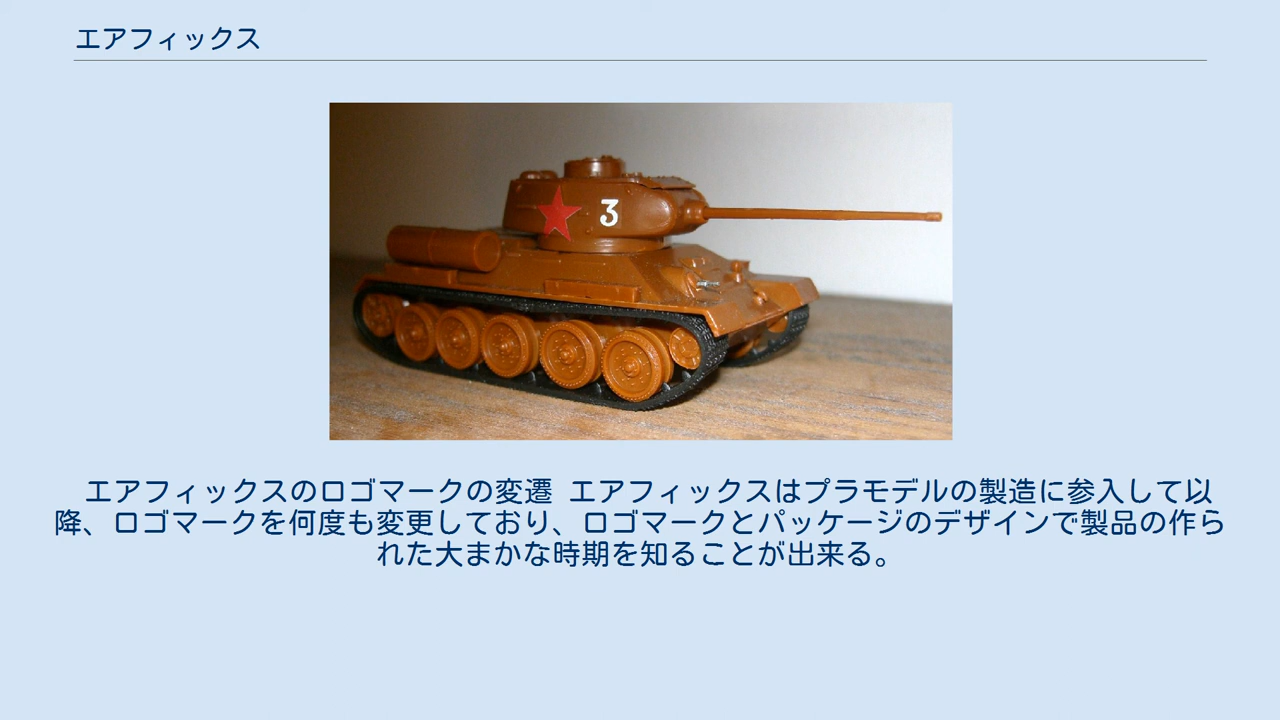 エアフィックス
3
エアフィックスのロゴマークの変遷 エアフィックスはプラモデルの製造に参入して以
降、ロゴマークを何度も変更しており、ロゴマークとパッケージのデザインで製品の作ら
れた大まかな時期を知ることが出来る。